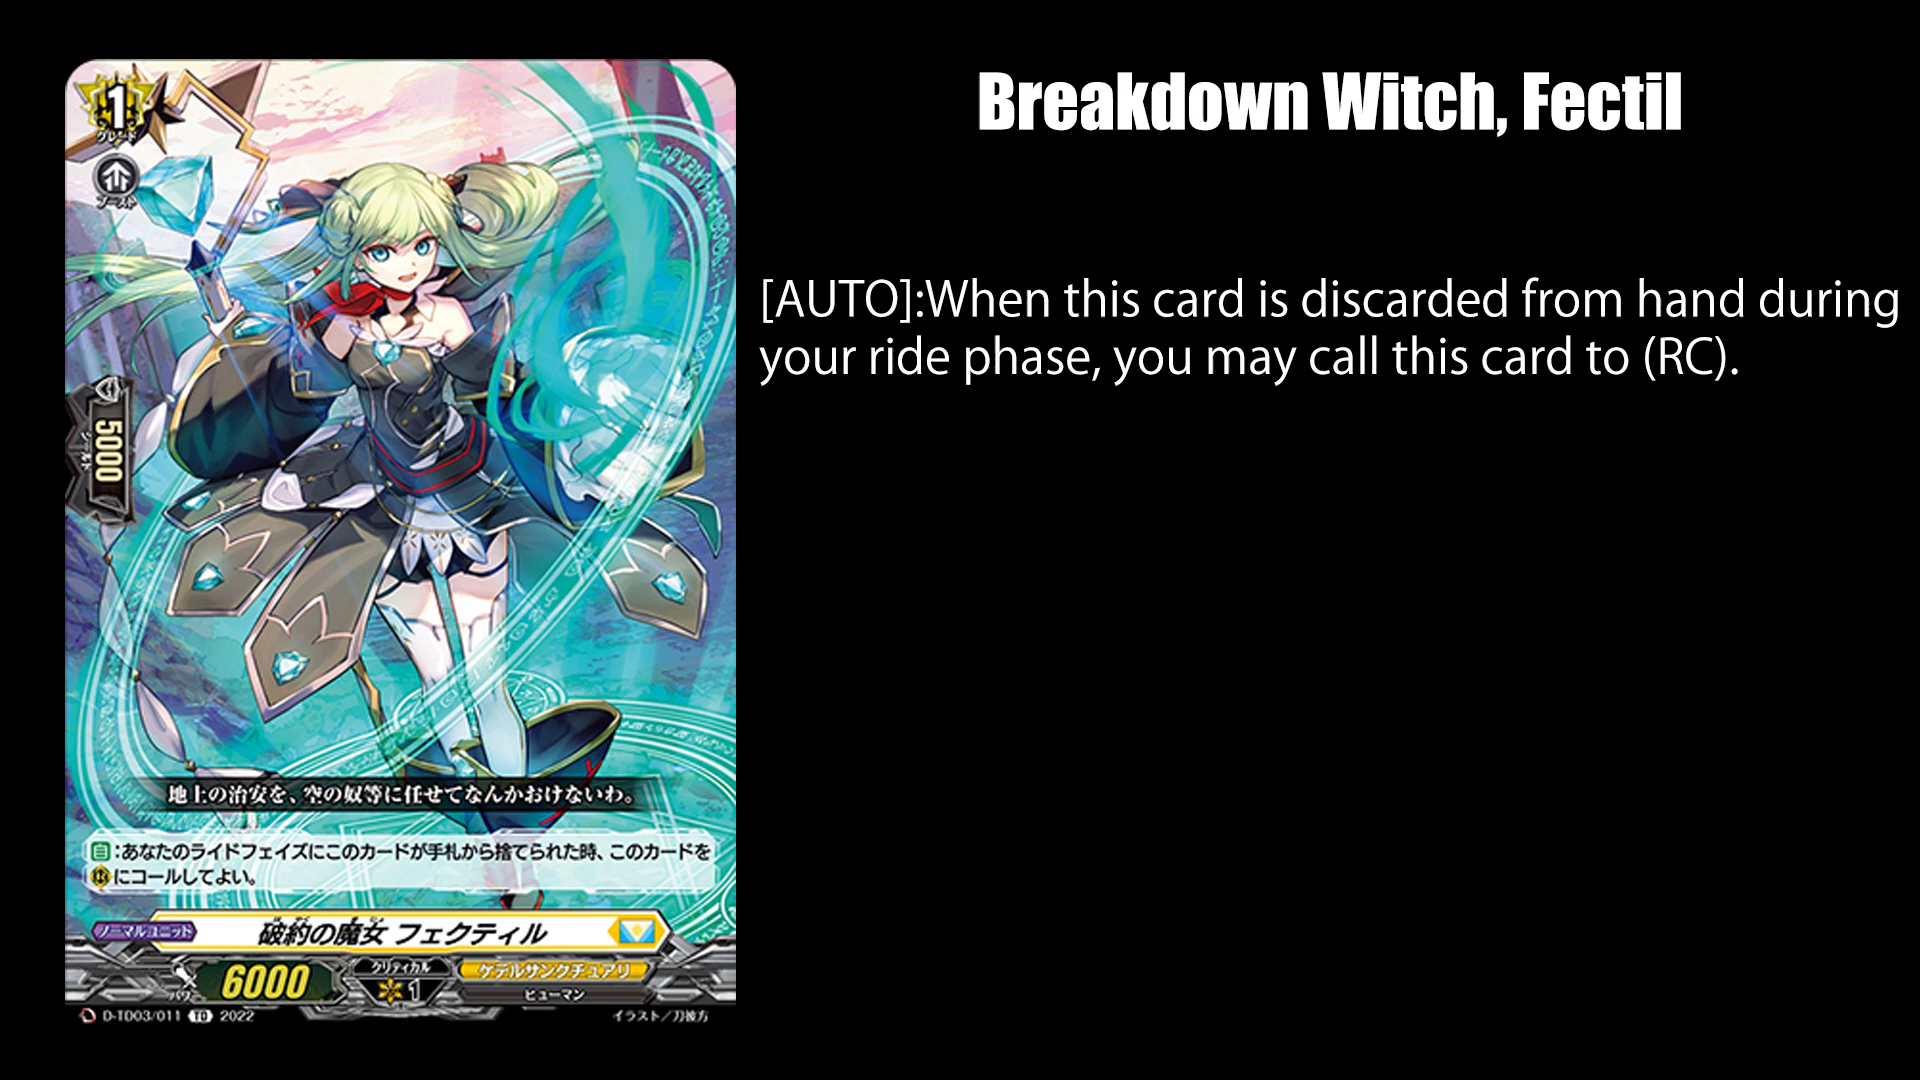 Breakdown Witch, Fectil
[AUTO]:When this card is discarded from hand during
your ride phase, you may call this card to (RC).
1
グレード
ブースト
5000
シールド
地上の治安を、空の奴等に任せてなんかおけないわ。
自:あなたのライドフェイズにこのカードが手札から捨てられた時、このカードを
Rにコールしてよい。
ノーマルユニット
はやく まじょ
破約の魔女 フェクティル
パワー 6000 クリティカル 1 ケテルサンクチュアリ
ヒューマン
D-TD03/011 TD 2022 イラスト/刀彼方